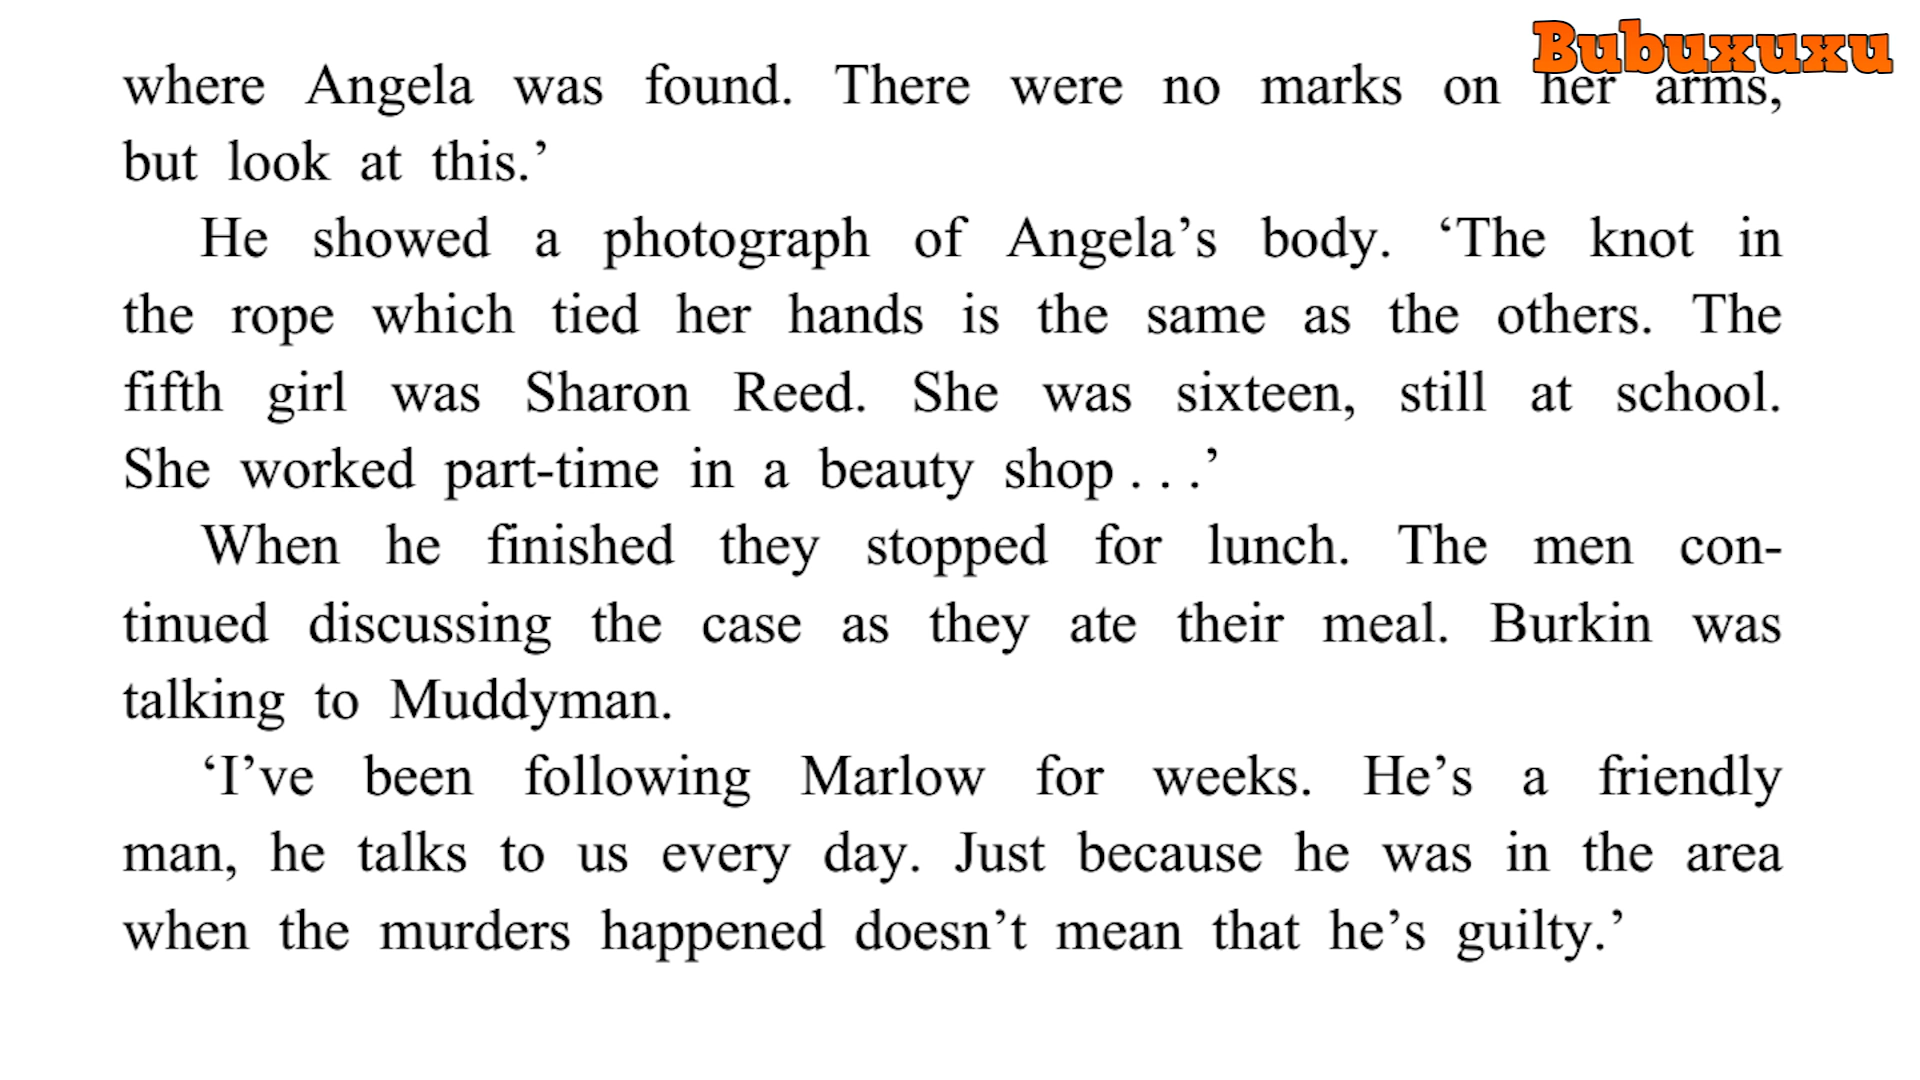 Bubuxuxu
where Angela was found. There were no marks on her arms,
but look at this.’
He showed a photograph of Angela’s body. ‘The knot in
the rope which tied her hands is the same as the others. The
fifth girl was Sharon Reed. She was sixteen, still at school.
She worked part-time in a beauty shop . . .’
When he finished they stopped for lunch. The men con-
tinued discussing the case as they ate their meal. Burkin was
talking to Muddyman.
‘I’ve been following Marlow for weeks. He’s a friendly
man, he talks to us every day. Just because he was in the area
when the murders happened doesn’t mean that he’s guilty.’